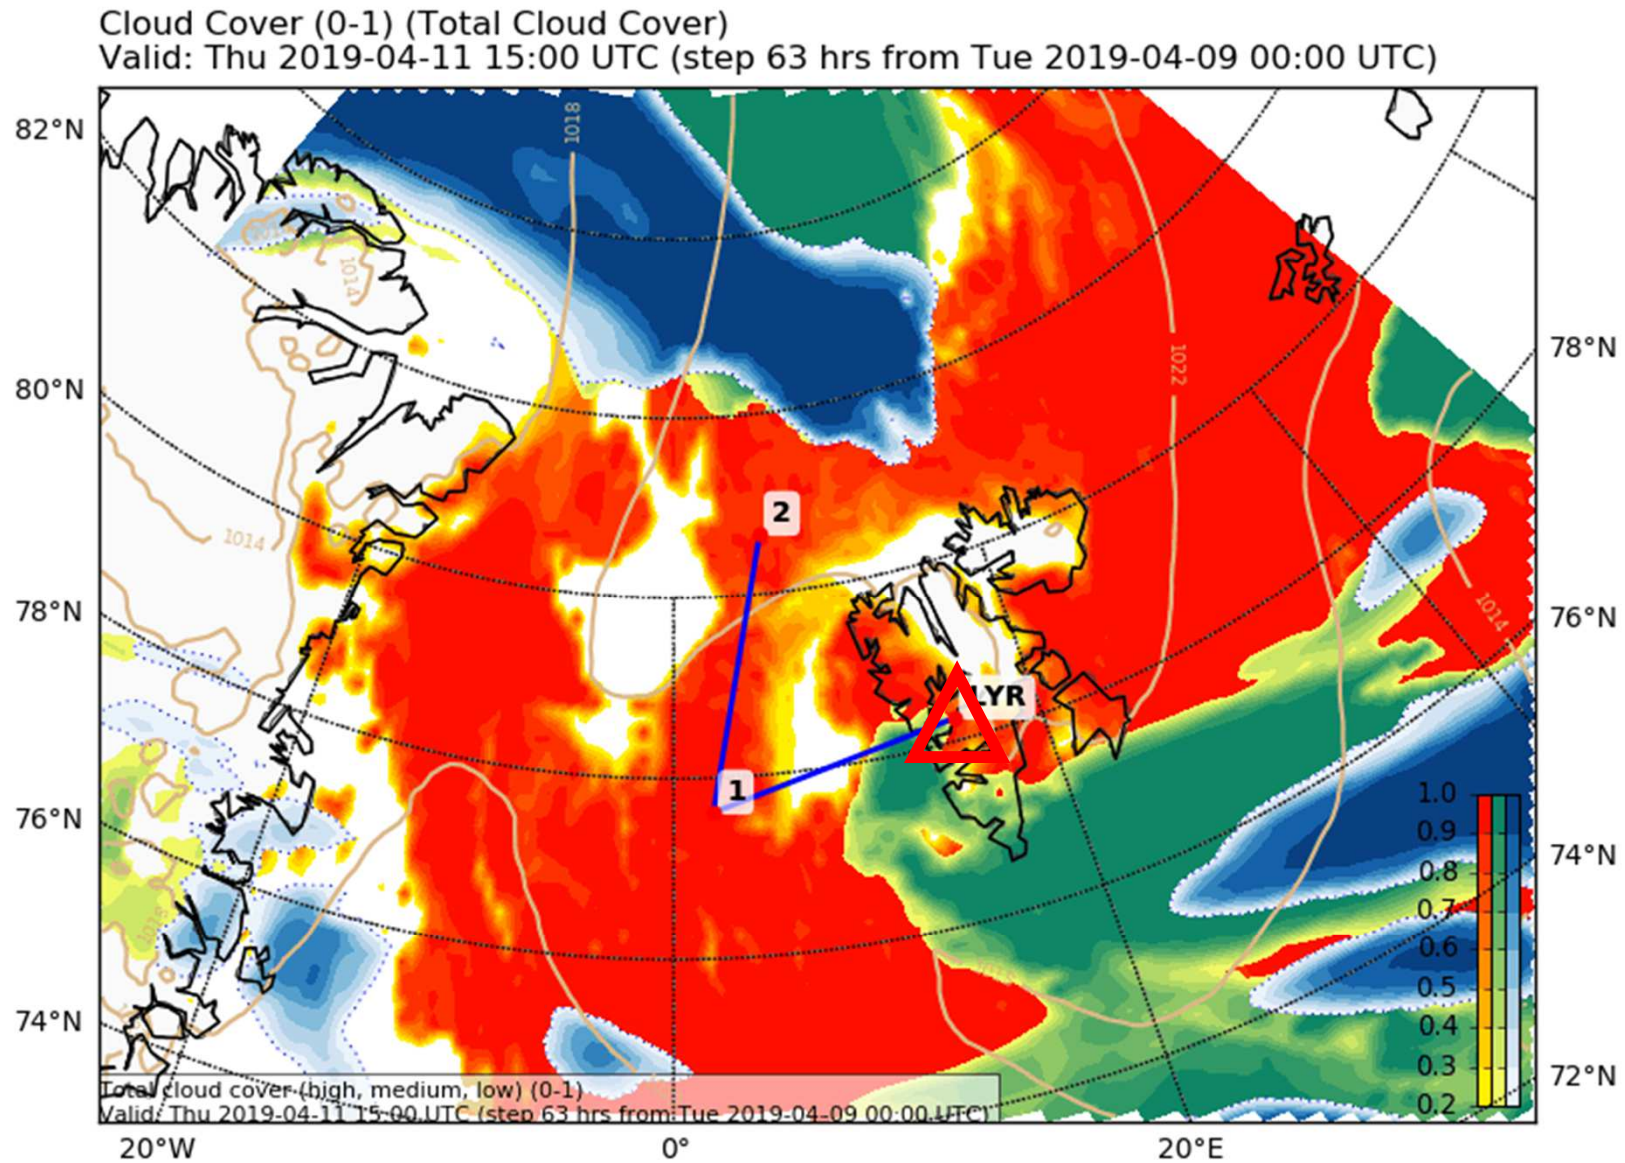 Cloud Cover (0-1) (Total Cloud Cover)
Valid: Thu 2019-04-11 15:00 UTC (step 63 hrs from Tue 2019-04-09 00:00 UTC)
82°N
1018
1014
1022
78°N
80°N
2
1014
78°N
1014
76°N
LYR
1
1.0
0.9
0.8
0.7
0.6
0.5
0.4
0.3
0.2
76°N
74°N
74°N
72°N
Total cloud cover (high, medium, low) (0-1)
Valid: Thu 2019-04-11 15:00 UTC (step 63 hrs from Tue 2019-04-09 00:00 UTC)
20°W
0°
20°E